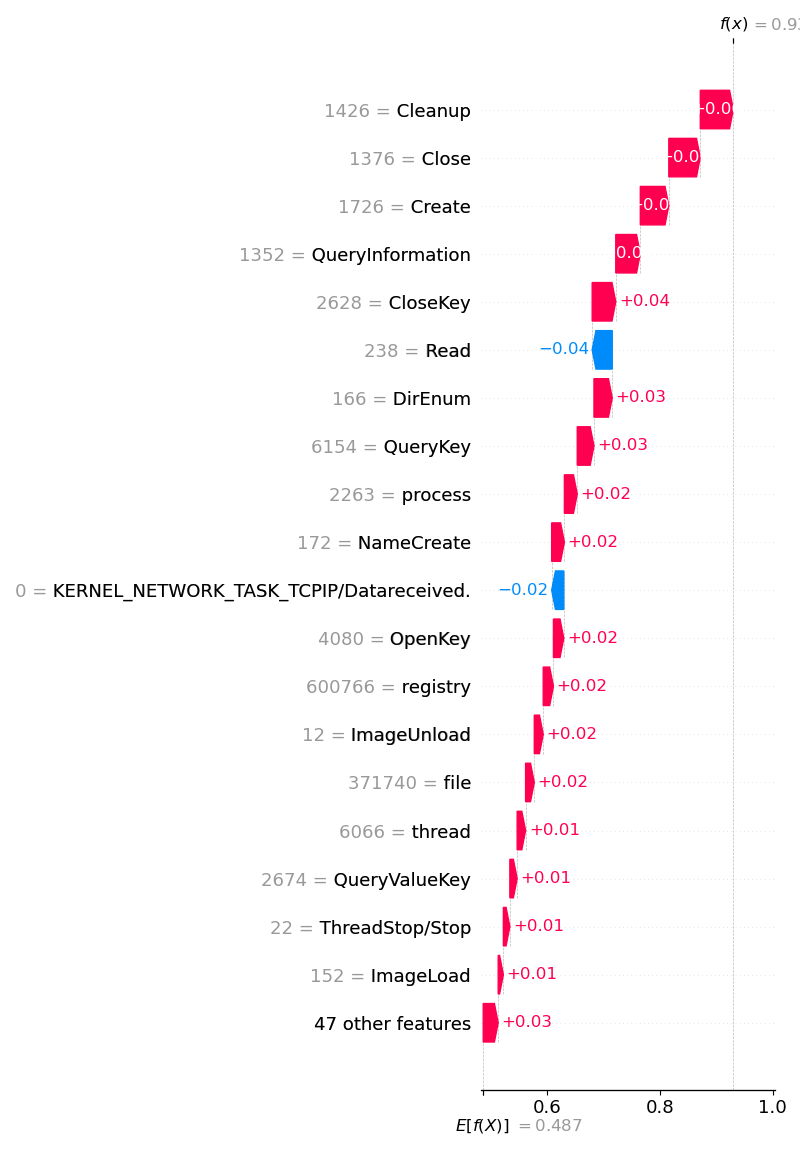 f(x) = 0.93
1426 = Cleanup
1376 = Close
1726 = Create
1352 = QueryInformation
2628 = CloseKey +0.04
238 = Read −0.04
166 = DirEnum +0.03
6154 = QueryKey +0.03
2263 = process +0.02
172 = NameCreate +0.02
0 = KERNEL_NETWORK_TASK_TCPIP/Datareceived. −0.02
4080 = OpenKey +0.02
600766 = registry +0.02
12 = ImageUnload +0.02
371740 = file +0.02
6066 = thread +0.01
2674 = QueryValueKey +0.01
22 = ThreadStop/Stop +0.01
152 = ImageLoad +0.01
47 other features +0.03
0.6 0.8 1.0
E[f(X)] = 0.487